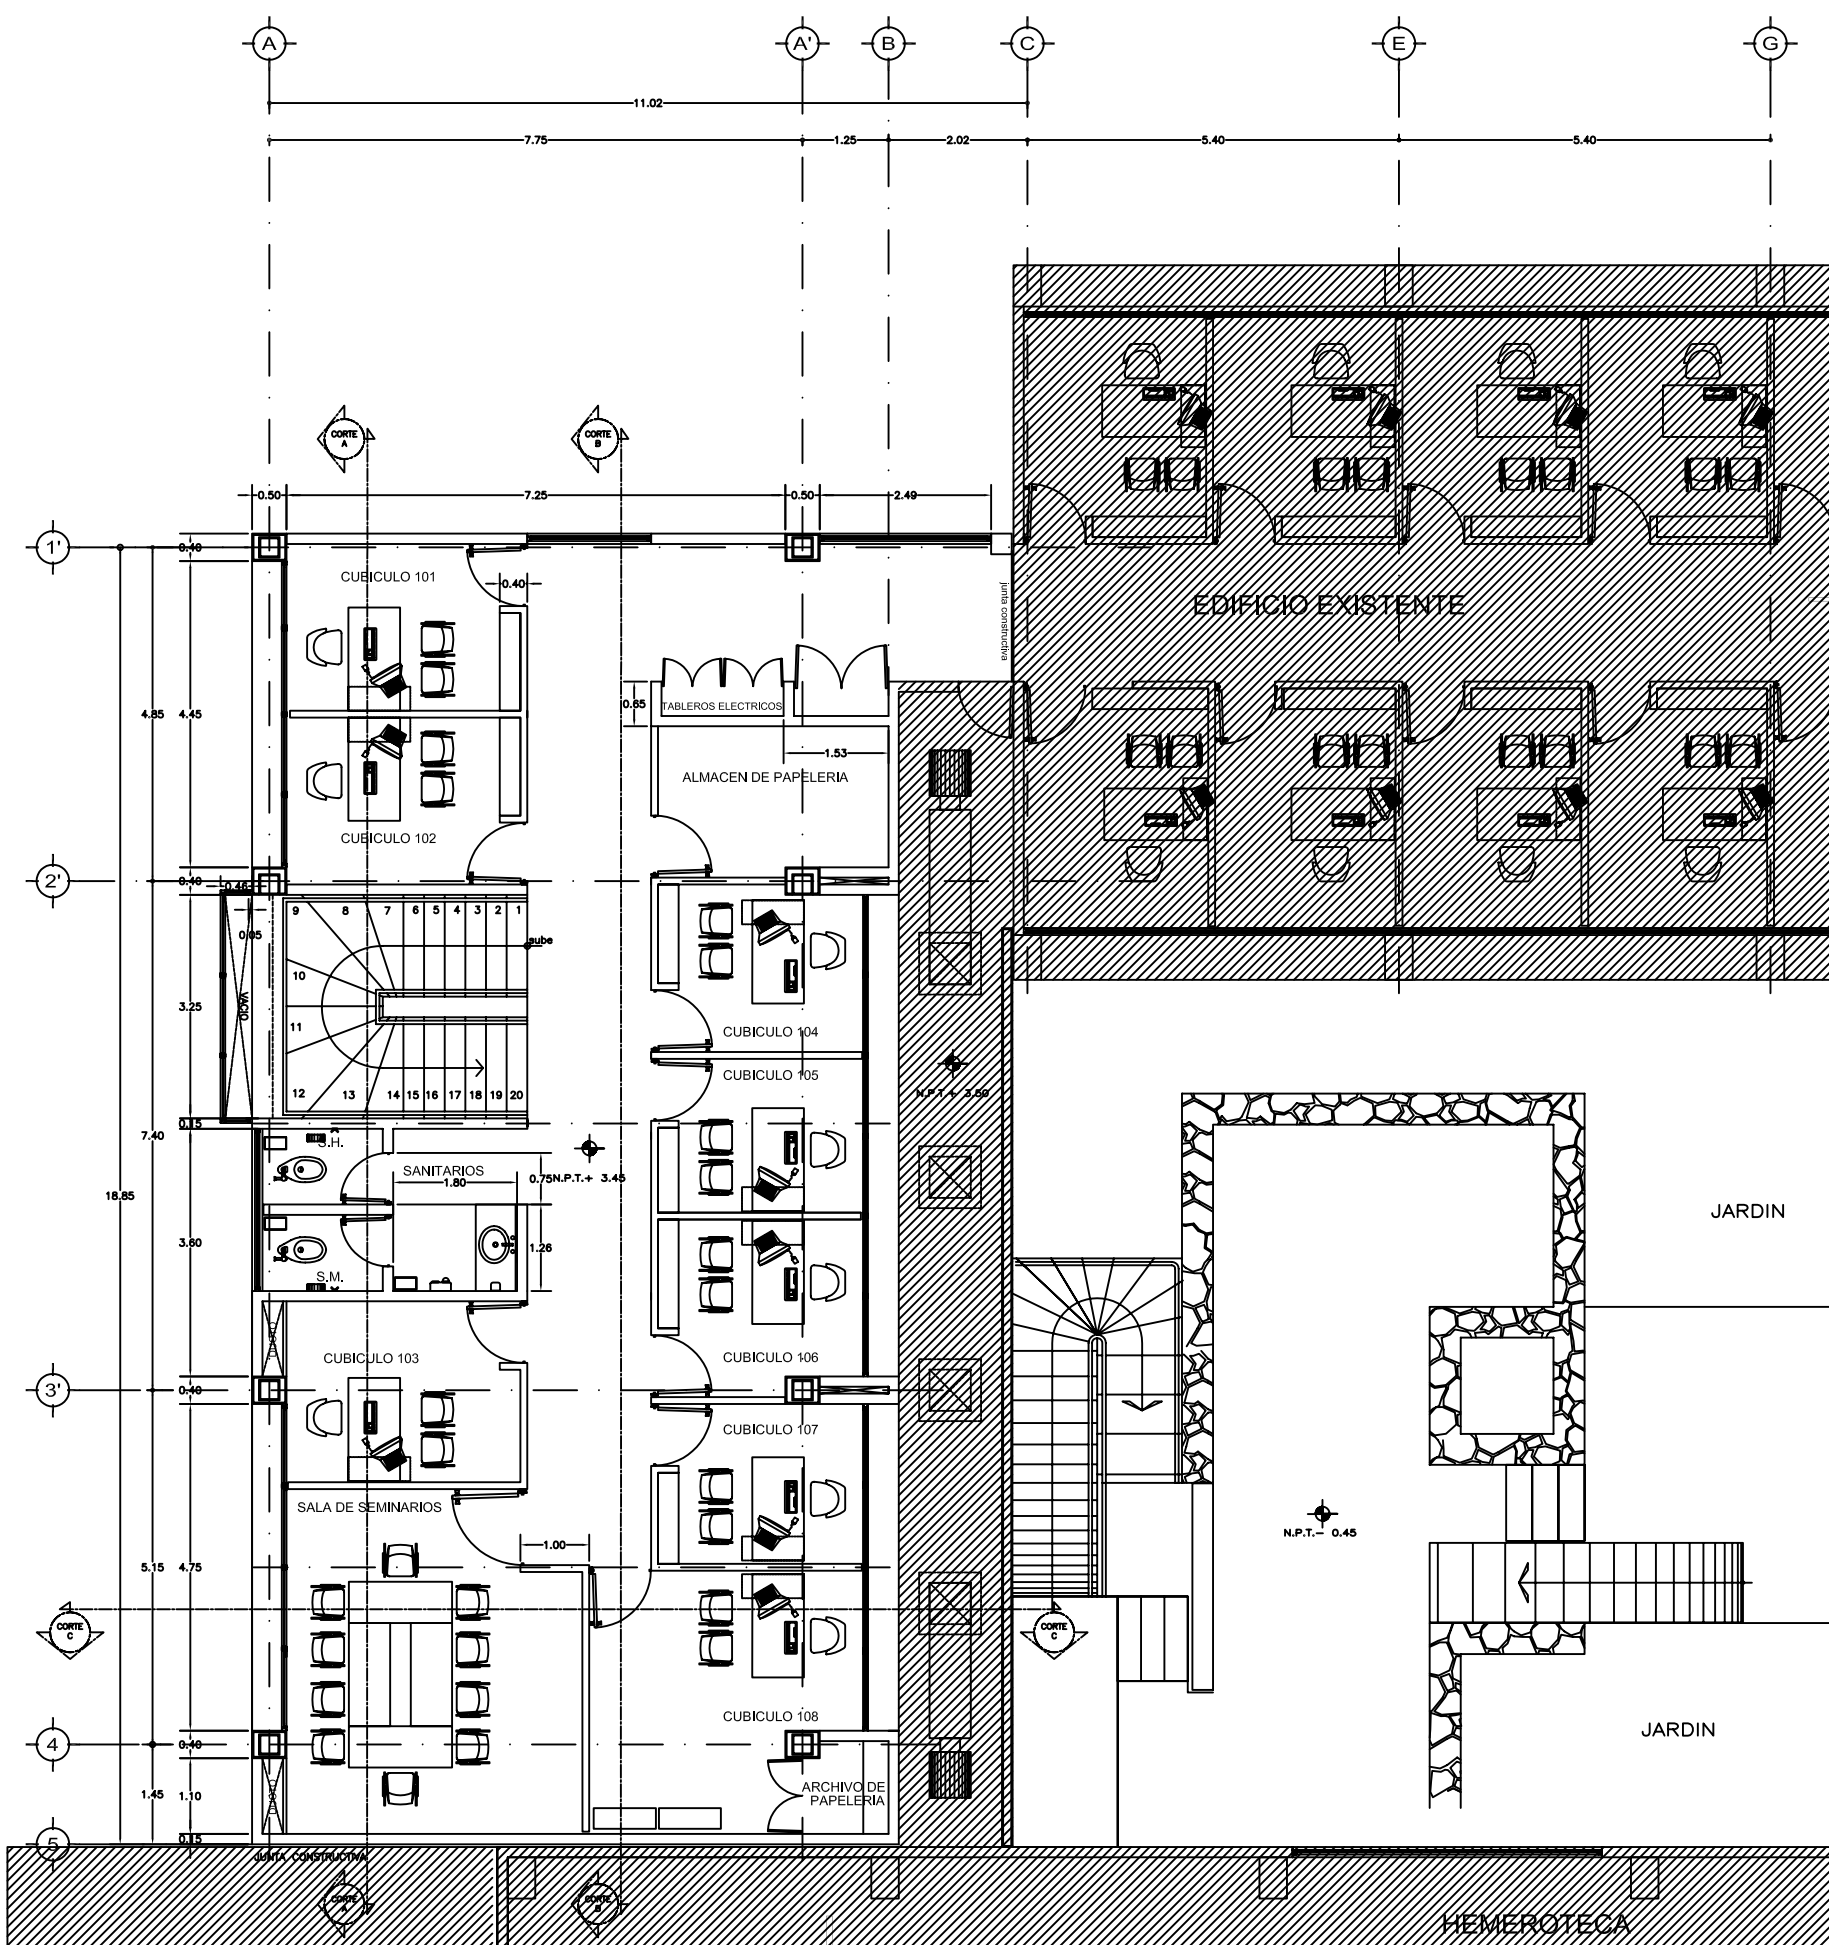 A A' B C E G
11.02
7.75 1.25 2.02 5.40 5.40
CORTE
A
CORTE
B
0.50 7.25 0.50 2.49
1' 0.40
CUBICULO 101
0.40
junta constructiva
EDIFICIO EXISTENTE
4.85 4.45
0.65
TABLEROS ELECTRICOS
1.53
ALMACEN DE PAPELERIA
CUBICULO 102
2' 0.40 0.46
9 8 7 6 5 4 3 2 1
0.05
sube
10
VACIO
3.25
11
CUBICULO 104
CUBICULO 105
N.P.T.+ 3.50
12 13 14 15 16 17 18 19 20
0.15
7.40
S.H.
SANITARIOS
1.80
0.75
N.P.T.+ 3.45
18.85
3.60
1.26
S.M.
JARDIN
DUCTO
CUBICULO 103
CUBICULO 106
3' 0.40
CUBICULO 107
SALA DE SEMINARIOS
N.P.T.- 0.45
1.00
5.15 4.75
CORTE
C
CORTE
C
CUBICULO 108
JARDIN
4 0.40
DUCTO
ARCHIVO DE
PAPELERIA
1.45 1.10
5 0.15
JUNTA CONSTRUCTIVA
CORTE
A
CORTE
B
HEMEROTECA